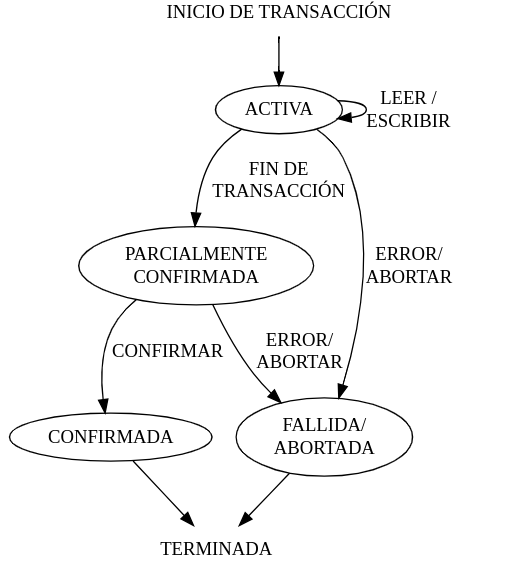 INICIO DE TRANSACCIÓN
ACTIVA
LEER /
ESCRIBIR
FIN DE
TRANSACCIÓN
PARCIALMENTE
CONFIRMADA
ERROR/
ABORTAR
CONFIRMAR
ERROR/
ABORTAR
CONFIRMADA
FALLIDA/
ABORTADA
TERMINADA